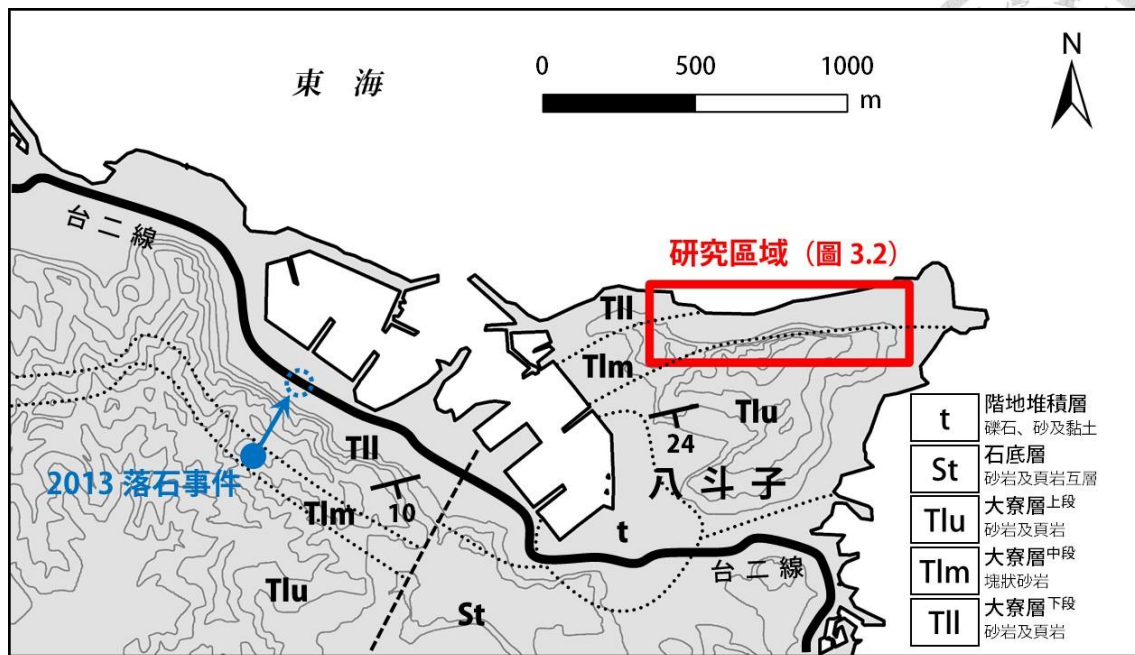 東海
0 500 1000
m
N
台二線
研究區域（圖 3.2）
Tll
Tlm
Tlu
24
八斗子
2013 落石事件
Tll
Tlm
10
t
台二線
Tlu
St
t 階地堆積層
礫石、砂及黏土
St 石底層
砂岩及頁岩互層
Tlu 大寮層上段
砂岩及頁岩
Tlm 大寮層中段
塊狀砂岩
Tll 大寮層下段
砂岩及頁岩